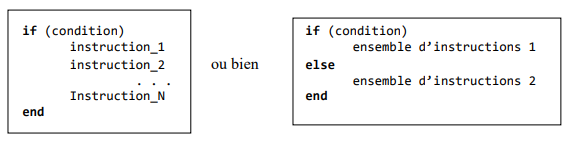 if (condition)
instruction_1
instruction_2
. . .
Instruction_N
end
ou bien
if (condition)
ensemble d’instructions 1
else
ensemble d’instructions 2
end